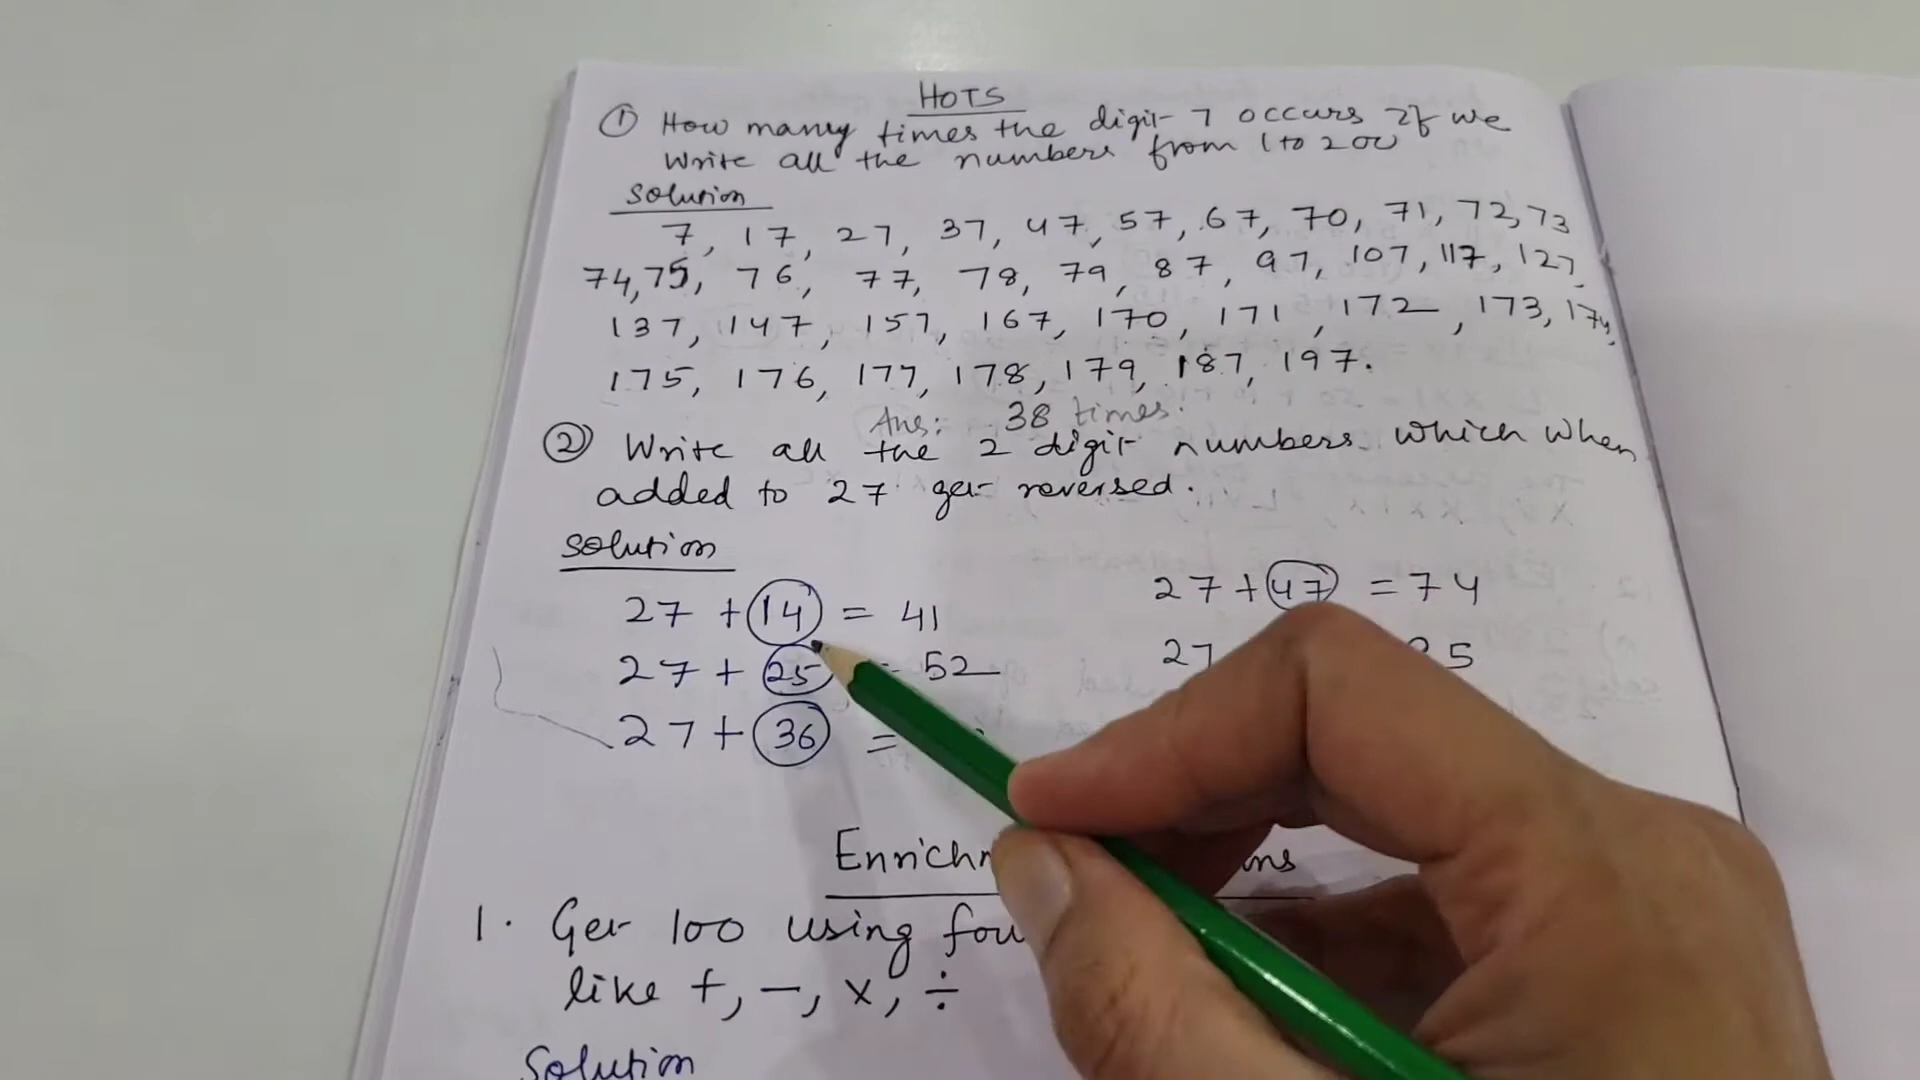 HOTS
① How many times the digit 7 occurs if we
write all the numbers from 1 to 200
Solution
7, 17, 27, 37, 47, 57, 67, 70, 71, 72, 73
74, 75, 76, 77, 78, 79, 87, 97, 107, 117, 127,
137, 147, 157, 167, 170, 171, 172, 173, 174,
175, 176, 177, 178, 179, 187, 197.
Ans: 38 times.
② Write all the 2 digit numbers which when
added to 27 get reversed.
Solution
27 + 14 = 41
27 + 25 = 52
27 + 36 =
27 + 47 = 74
27 5
Enrichm ns
1. Get 100 using fou
like +, -, ×, ÷
Solution